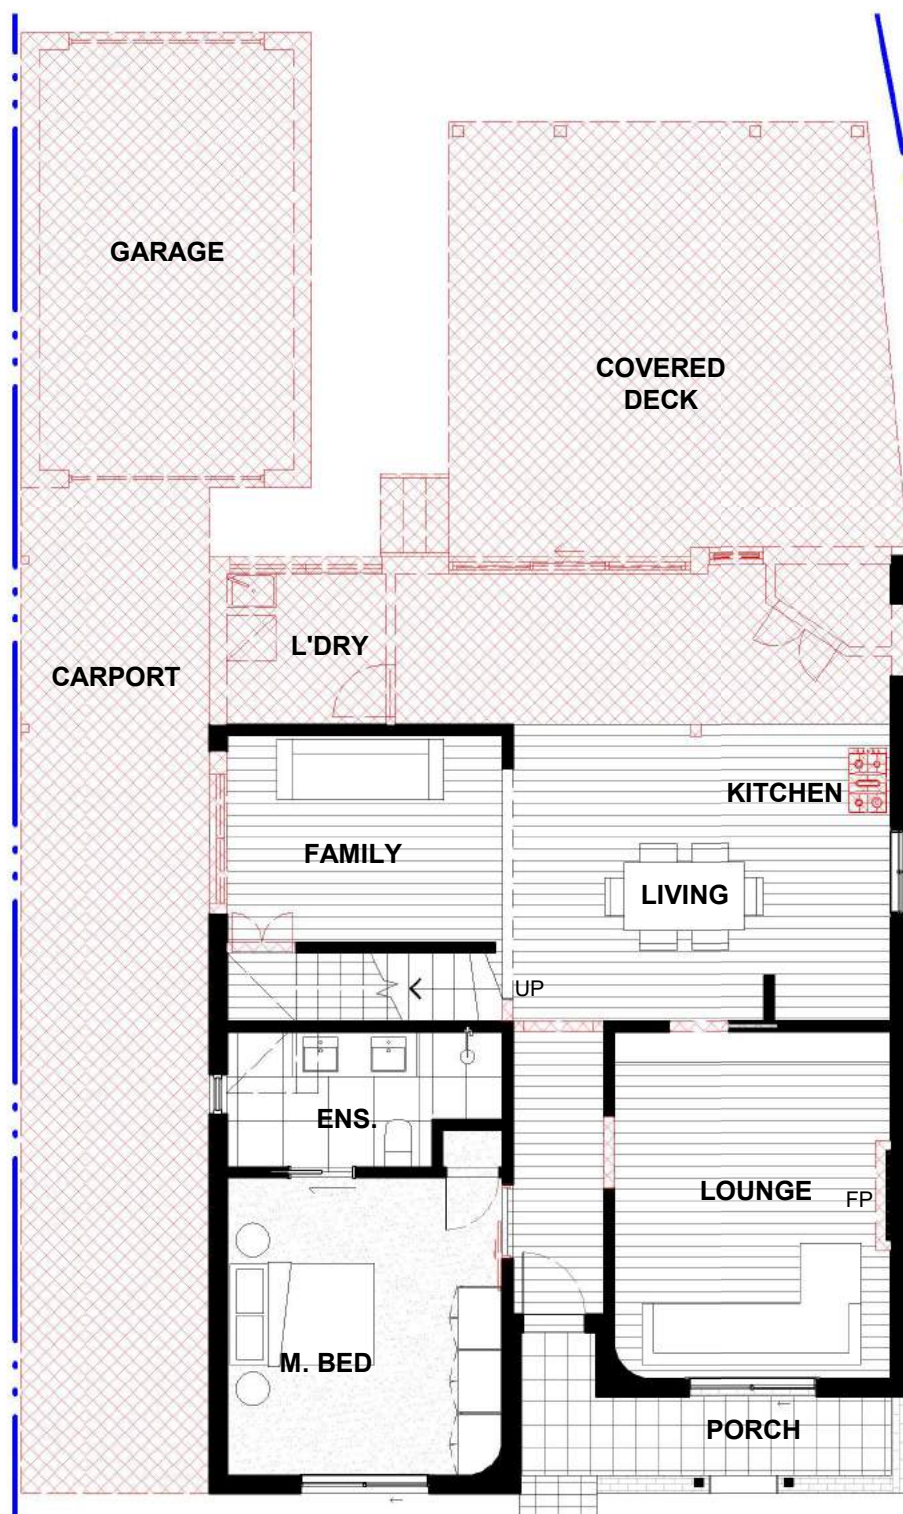 GARAGE
COVERED
DECK
L'DRY
CARPORT
KITCHEN
FAMILY
LIVING
UP
ENS.
LOUNGE
FP
M. BED
PORCH